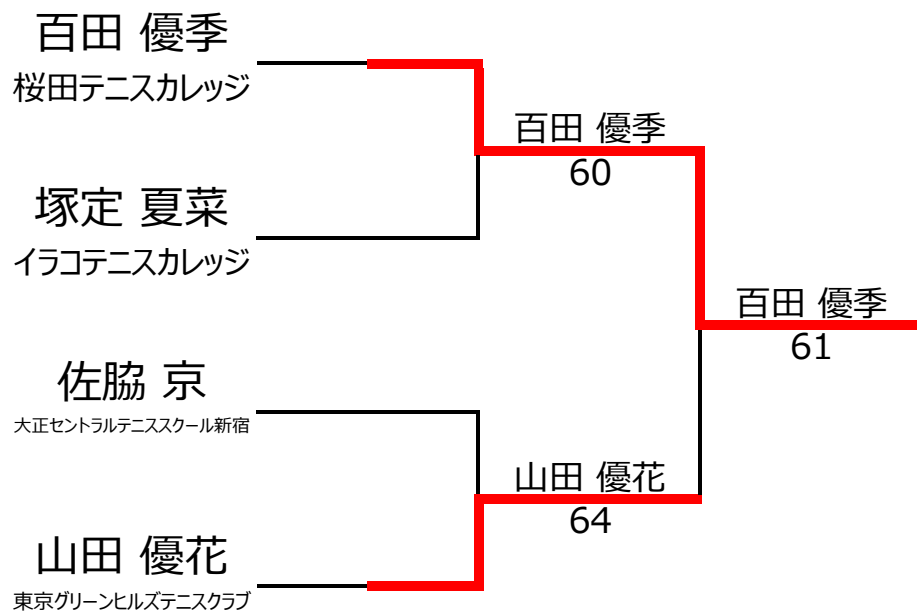 百田 優季
桜田テニスカレッジ
百田 優季
60
塚定 夏菜
イラコテニスカレッジ
百田 優季
61
佐脇 京
大正セントラルテニススクール新宿
山田 優花
64
山田 優花
東京グリーンヒルズテニスクラブ